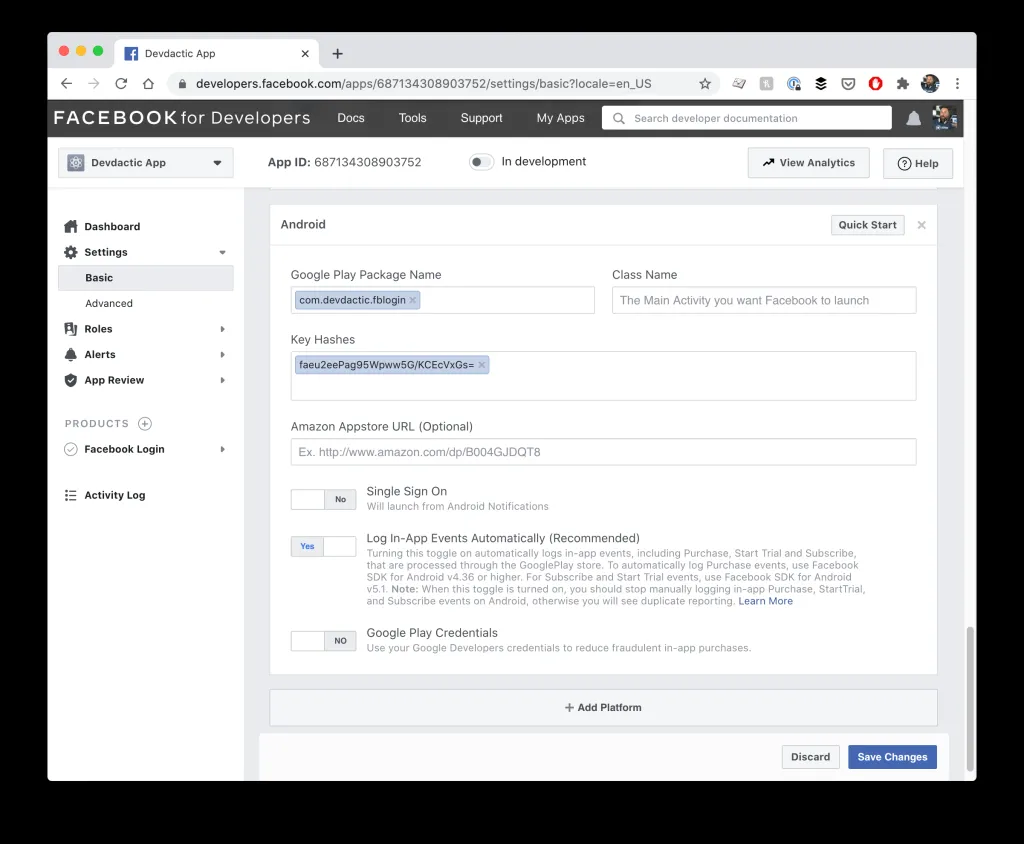 Devdactic App
developers.facebook.com/apps/687134308903752/settings/basic?locale=en_US
FACEBOOK for Developers
Docs
Tools
Support
My Apps
Search developer documentation
Devdactic App
App ID: 687134308903752
In development
View Analytics
Help
Dashboard
Settings
Basic
Advanced
Roles
Alerts
App Review
PRODUCTS
Facebook Login
Activity Log
Android
Quick Start
Google Play Package Name
Class Name
com.devdactic.fblogin
The Main Activity you want Facebook to launch
Key Hashes
faeu2eePag95Wpww5G/KCEcVxGs=
Amazon Appstore URL (Optional)
Ex. http://www.amazon.com/dp/B004GJDQT8
No
Single Sign On
Will launch from Android Notifications
Yes
Log In-App Events Automatically (Recommended)
Turning this toggle on automatically logs in-app events, including Purchase, Start Trial and Subscribe,
that are processed through the GooglePlay store. To automatically log Purchase events, use Facebook
SDK for Android v4.36 or higher. For Subscribe and Start Trial events, use Facebook SDK for Android
v5.1. Note: When this toggle is turned on, you should stop manually logging in-app Purchase, StartTrial,
and Subscribe events on Android, otherwise you will see duplicate reporting. Learn More
NO
Google Play Credentials
Use your Google Developers credentials to reduce fraudulent in-app purchases.
+ Add Platform
Discard
Save Changes